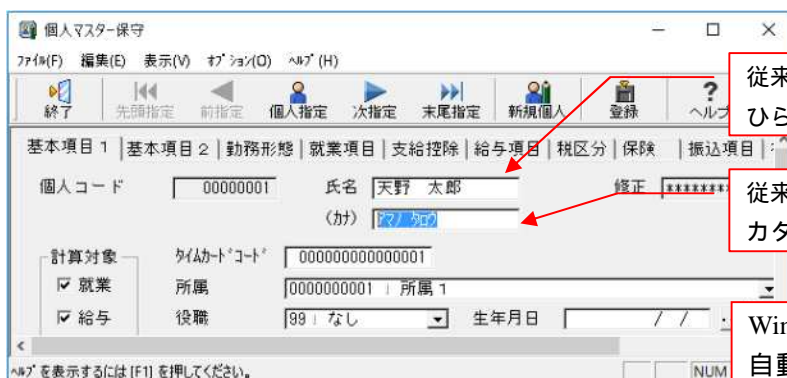 個人マスター保守
ファイル(F) 編集(E) 表示(V) オプション(O) ヘルプ(H)
終了 先頭指定 前指定 個人指定 次指定 末尾指定 新規個人 登録 ヘルプ
従来
ひら
基本項目1 基本項目2 勤務形態 就業項目 支給控除 給与項目 税区分 保険 振込項目
個人コード 00000001 氏名 天野 太郎 修正 ********
(カナ) アマノ タロウ
従来
カタ
計算対象 タイムカードコード 0000000000000001
就業 所属 0000000001 : 所属1
給与 役職 99 : なし 生年月日 / /
Win
自動
ヘルプを表示するには[F1]を押してください。 NUM